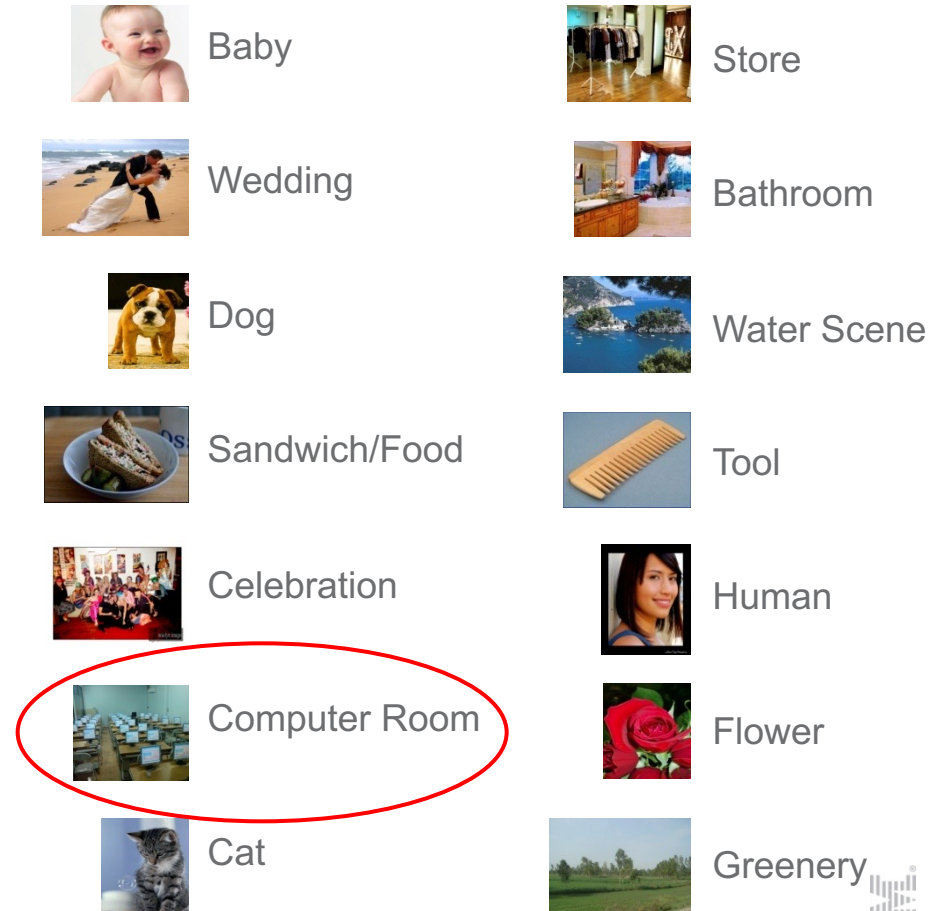 Baby
Wedding
Dog
Sandwich/Food
Celebration
Computer Room
Cat
Store
Bathroom
Water Scene
Tool
Human
Flower
Greenery
®